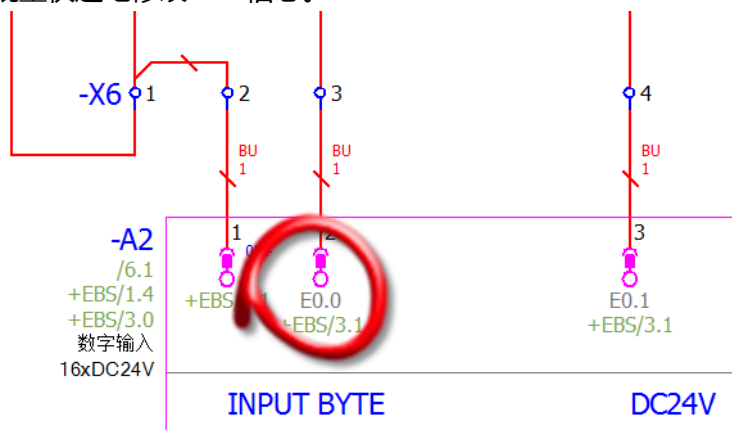 -X6 1 2 3 4
BU BU BU
1 1 1
-A2 1 2 3
/6.1
+EBS/1.4 +EBS E0.0 E0.1
+EBS/3.0 +EBS/3.1 +EBS/3.1
数字输入
16xDC24V
INPUT BYTE DC24V